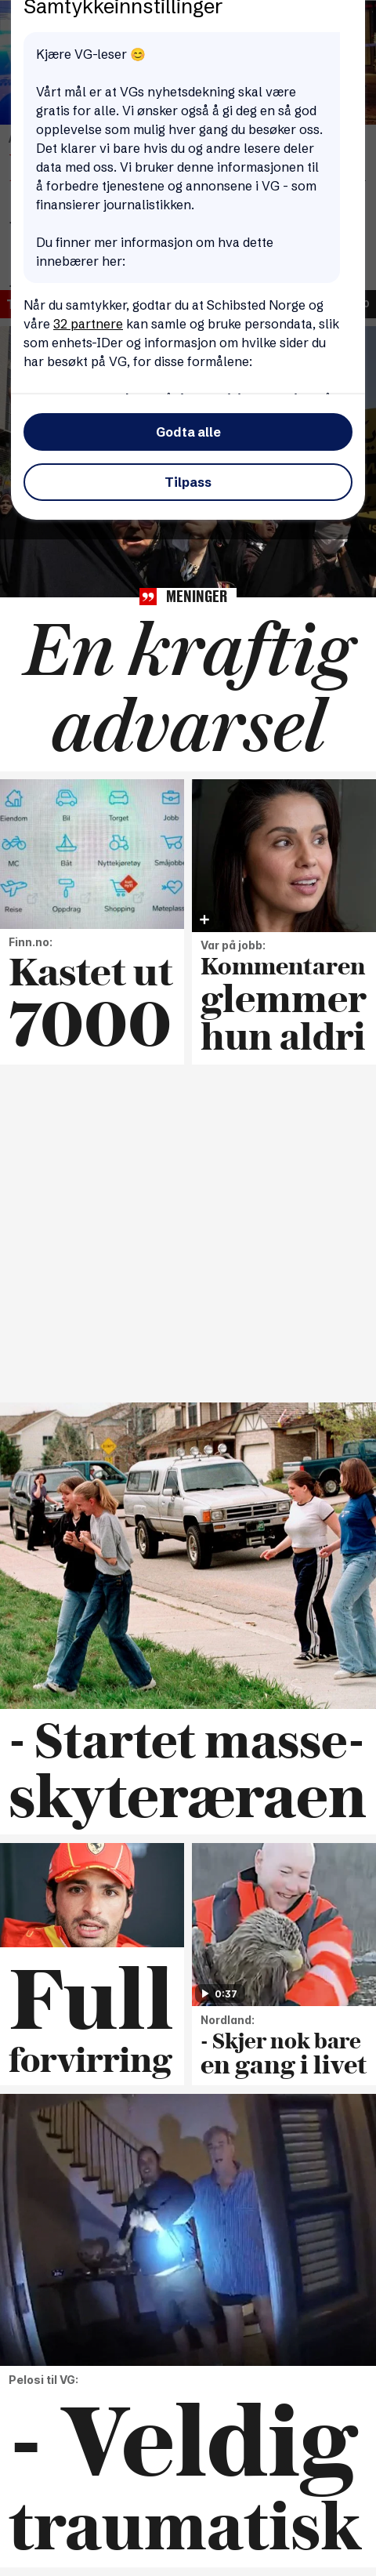 Samtykkeinnstillinger
Kjære VG-leser 😊
Vårt mål er at VGs nyhetsdekning skal være
gratis for alle. Vi ønsker også å gi deg en så god
opplevelse som mulig hver gang du besøker oss.
Det klarer vi bare hvis du og andre lesere deler
data med oss. Vi bruker denne informasjonen til
å forbedre tjenestene og annonsene i VG - som
finansierer journalistikken.
Du finner mer informasjon om hva dette
innebærer her:
Når du samtykker, godtar du at Schibsted Norge og
våre 32 partnere kan samle og bruke persondata, slik
som enhets-IDer og informasjon om hvilke sider du
har besøkt på VG, for disse formålene:
Godta alle
Tilpass
MENINGER
En kraftig
advarsel
Eiendom Bil Torget Jobb
MC Båt Nyttekjøretøy Småjobbe
Reise Oppdrag Shopping Møteplass
Finn.no:
Kastet ut
7000
Var på jobb:
Kommentaren
glemmer
hun aldri
- Startet masse-
skyteræraen
Full
forvirring
0:37
Nordland:
- Skjer nok bare
en gang i livet
Pelosi til VG:
- Veldig
traumatisk